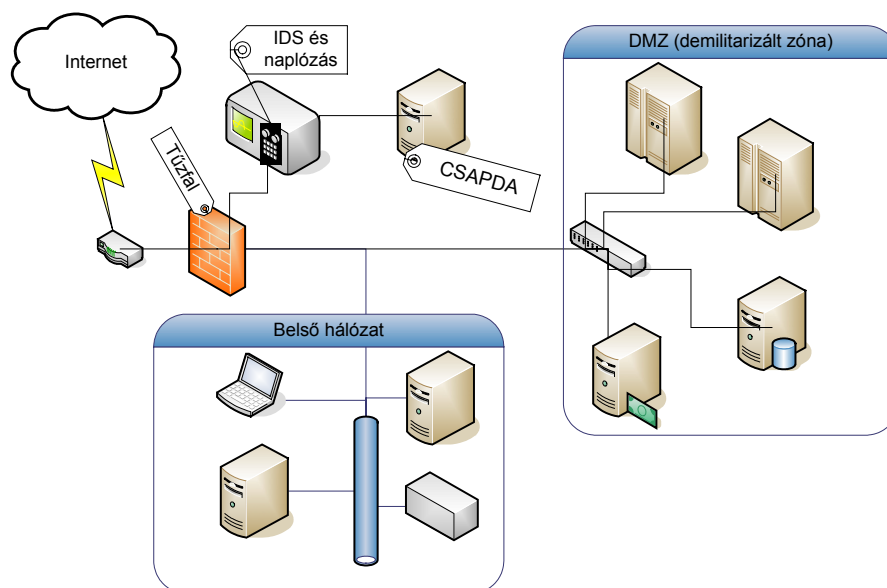 Internet
IDS és
naplózás
DMZ (demilitarizált zóna)
Tűzfal
CSAPDA
Belső hálózat